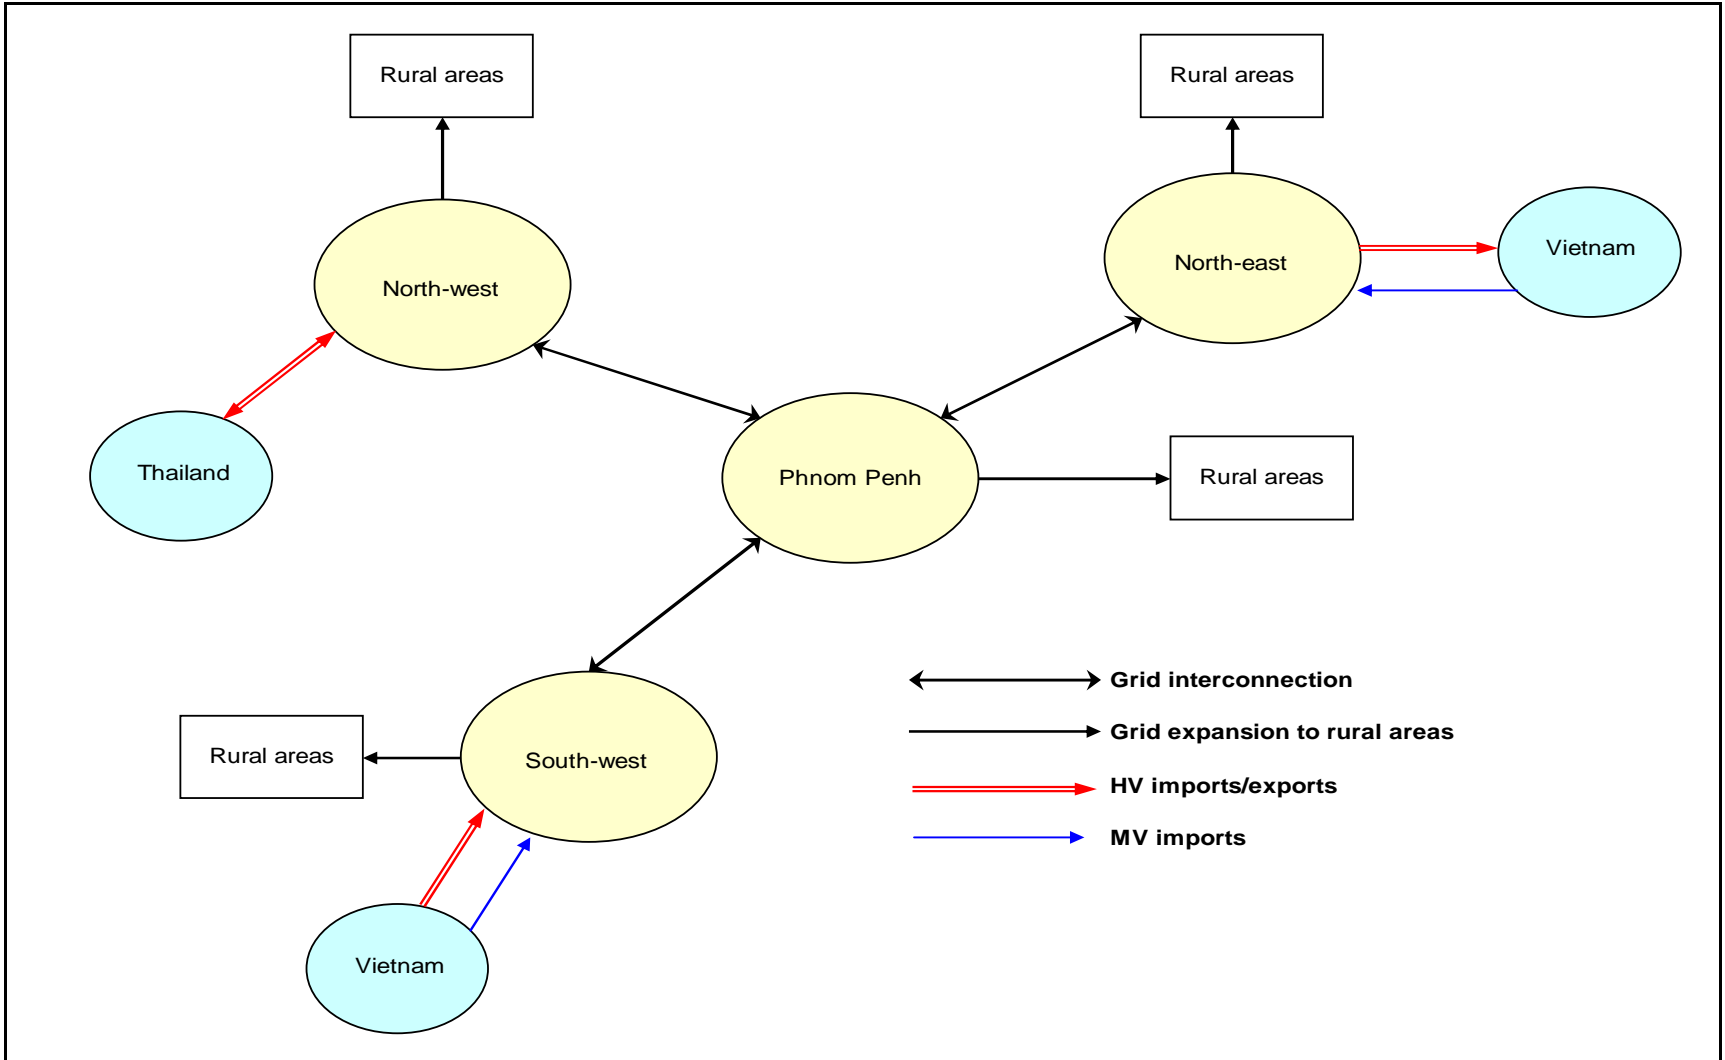 Rural areas
Rural areas
Vietnam
North-east
North-west
Thailand
Phnom Penh
Rural areas
Grid interconnection
Grid expansion to rural areas
Rural areas
South-west
HV imports/exports
MV imports
Vietnam